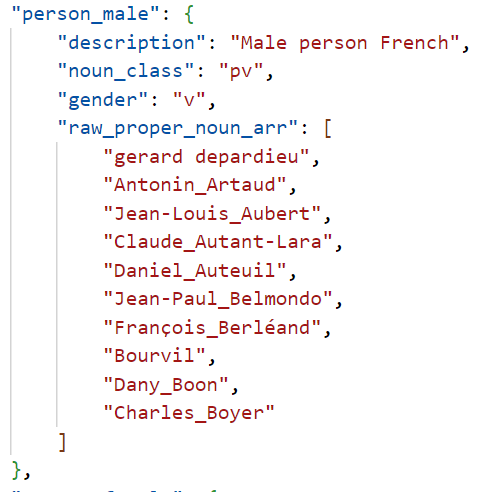 "person_male": {
"description": "Male person French",
"noun_class": "pv",
"gender": "v",
"raw_proper_noun_arr": [
"gerard depardieu",
"Antonin_Artaud",
"Jean-Louis_Aubert",
"Claude_Autant-Lara",
"Daniel_Auteuil",
"Jean-Paul_Belmondo",
"François_Berléand",
"Bourvil",
"Dany_Boon",
"Charles_Boyer"
]
},